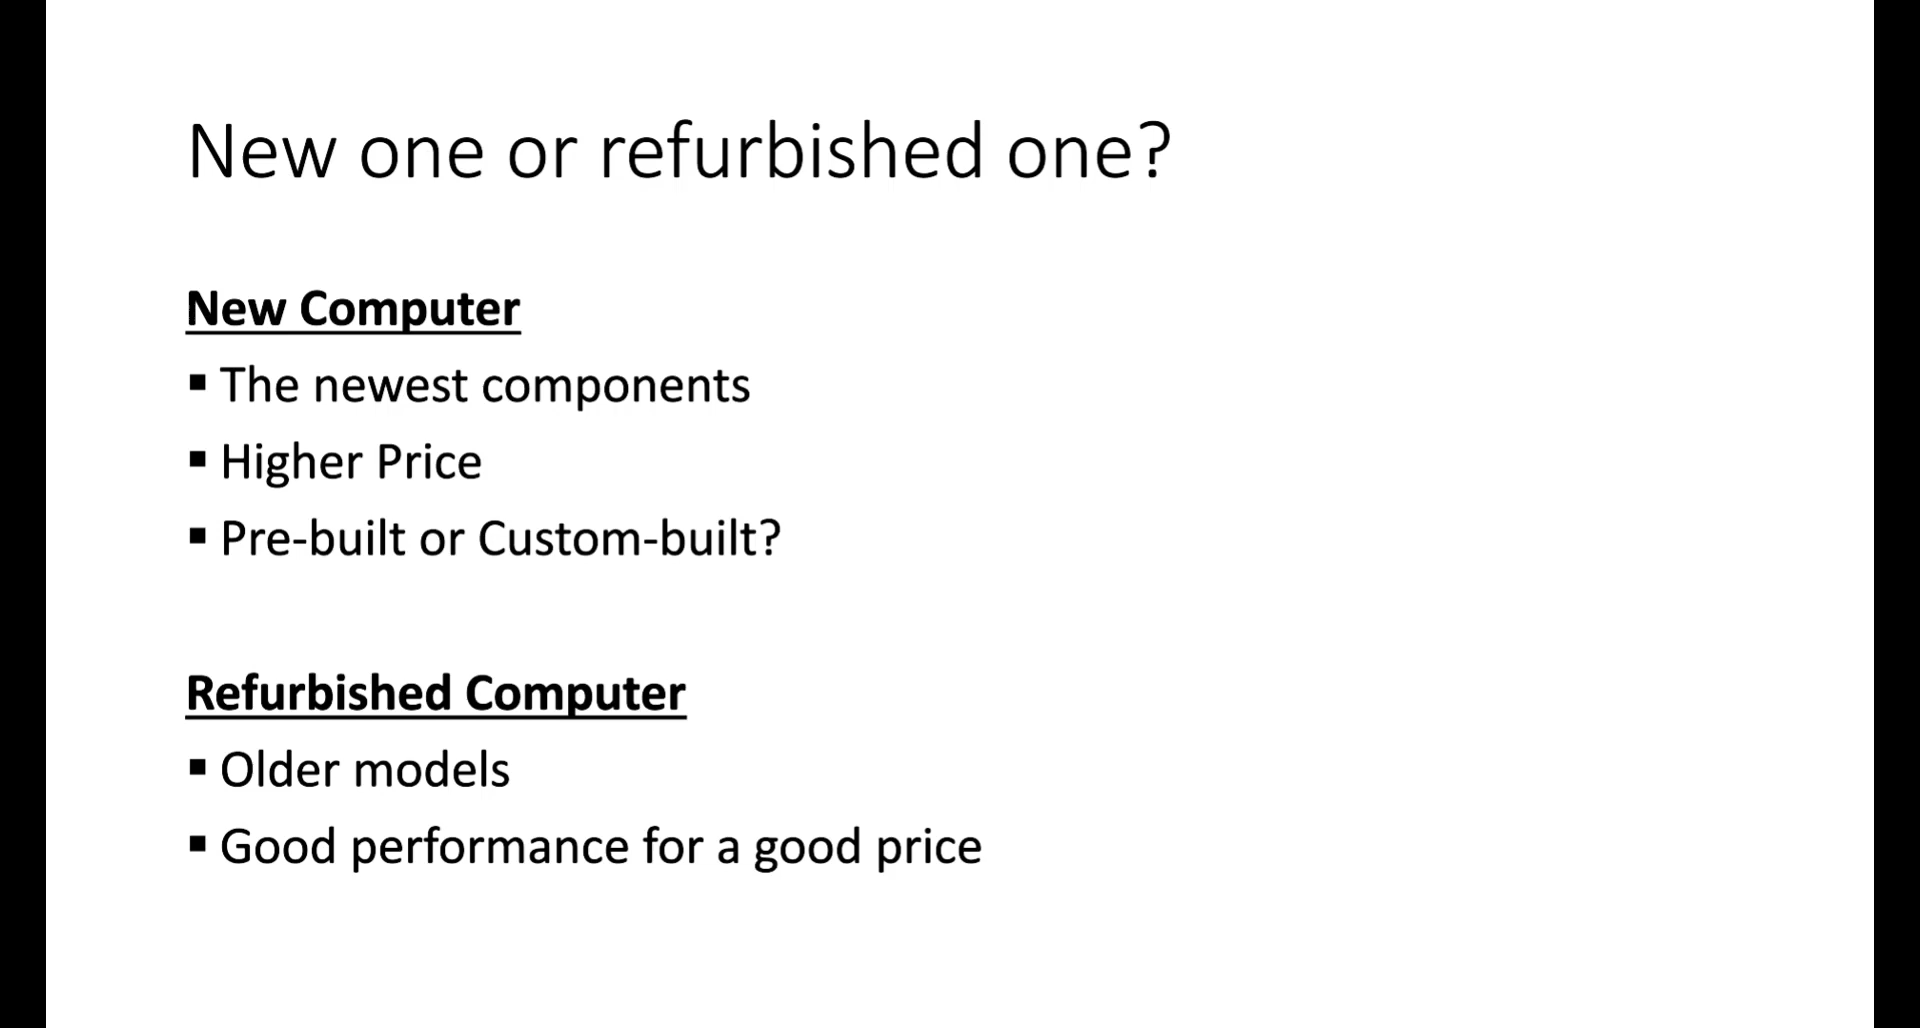 New one or refurbished one?
New Computer
▪ The newest components
▪ Higher Price
▪ Pre-built or Custom-built?
Refurbished Computer
▪ Older models
▪ Good performance for a good price